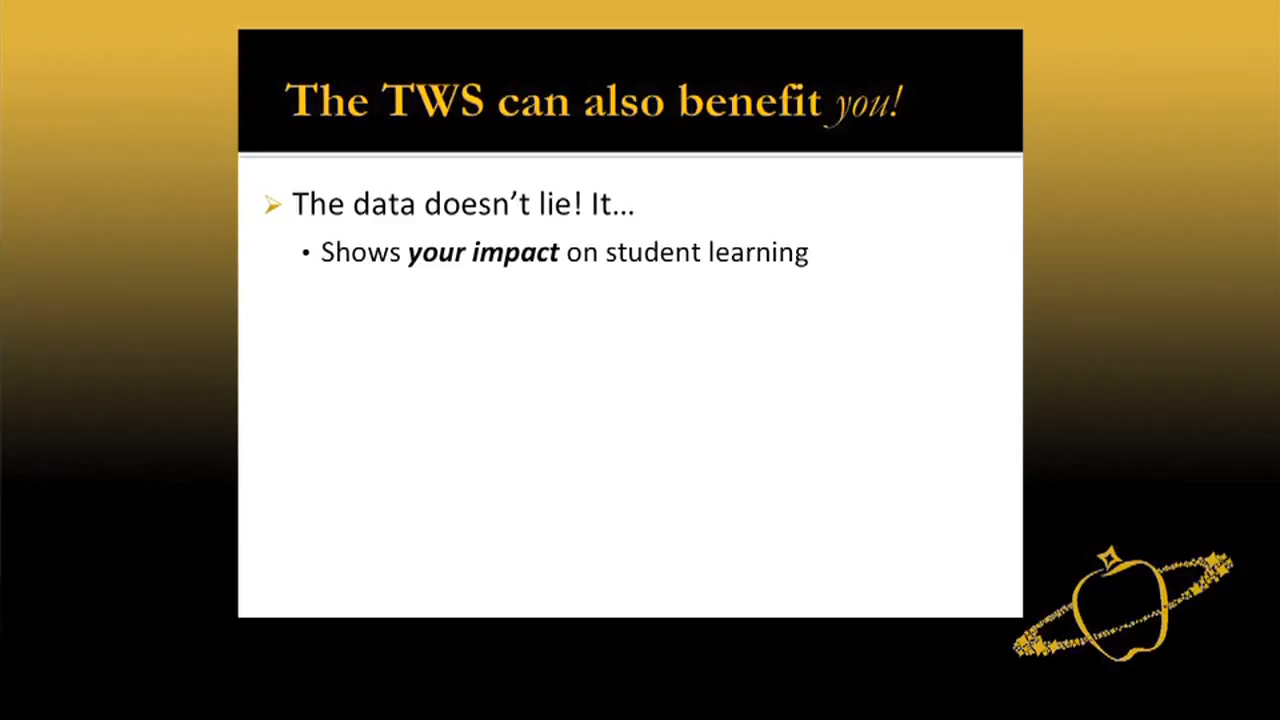 The TWS can also benefit you!
The data doesn’t lie! It…
Shows your impact on student learning